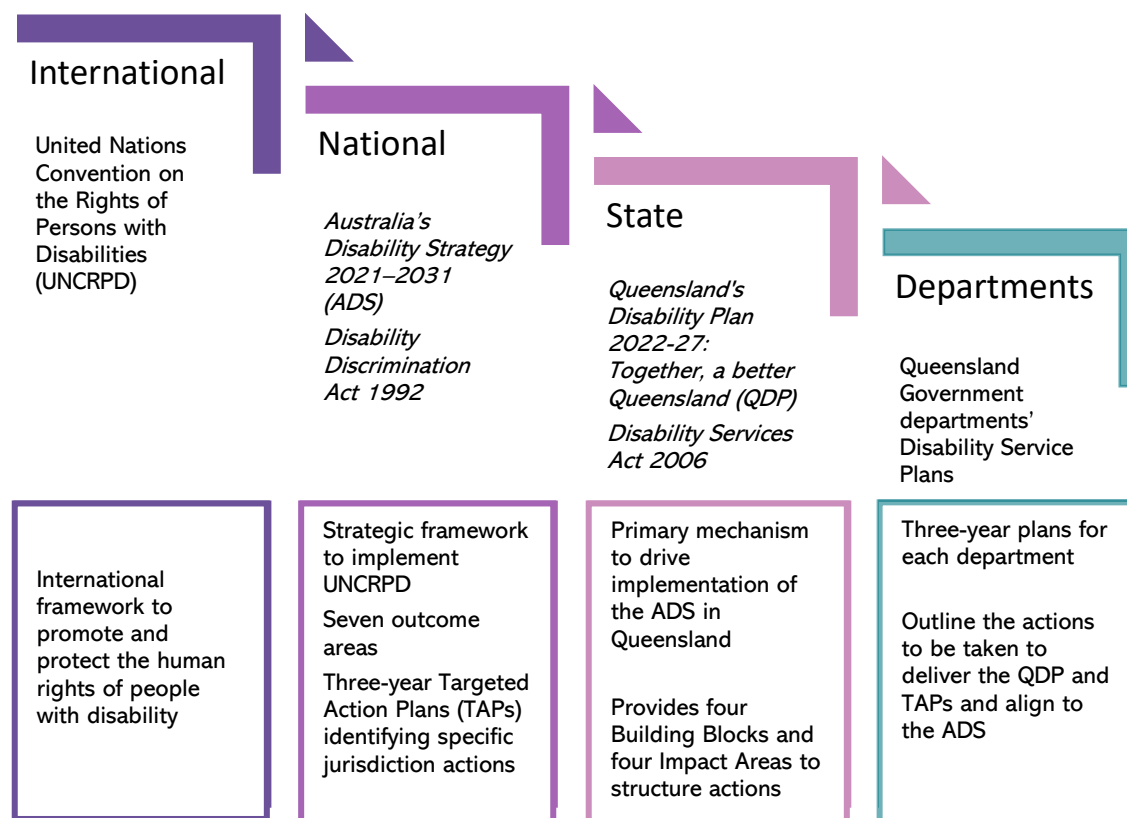 International
United Nations
Convention on
the Rights of
Persons with
Disabilities
(UNCRPD)
International
framework to
promote and
protect the human
rights of people
with disability
National
Australia’s
Disability Strategy
2021–2031
(ADS)
Disability
Discrimination
Act 1992
Strategic framework
to implement
UNCRPD
Seven outcome
areas
Three-year Targeted
Action Plans (TAPs)
identifying specific
jurisdiction actions
State
Queensland's
Disability Plan
2022-27:
Together, a better
Queensland (QDP)
Disability Services
Act 2006
Primary mechanism
to drive
implementation of
the ADS in
Queensland
Provides four
Building Blocks and
four Impact Areas to
structure actions
Departments
Queensland
Government
departments’
Disability Service
Plans
Three-year plans for
each department
Outline the actions
to be taken to
deliver the QDP and
TAPs and align to
the ADS